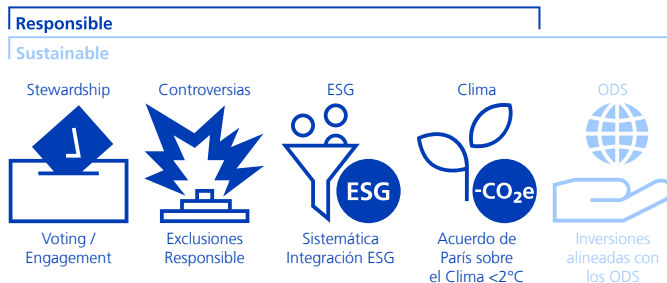 Responsible
Sustainable
Stewardship
Controversias
ESG
Clima
ODS
ESG
-CO₂e
Voting /
Engagement
Exclusiones
Responsible
Sistemática
Integración ESG
Acuerdo de
París sobre
el Clima <2°C
Inversiones
alineadas con
los ODS